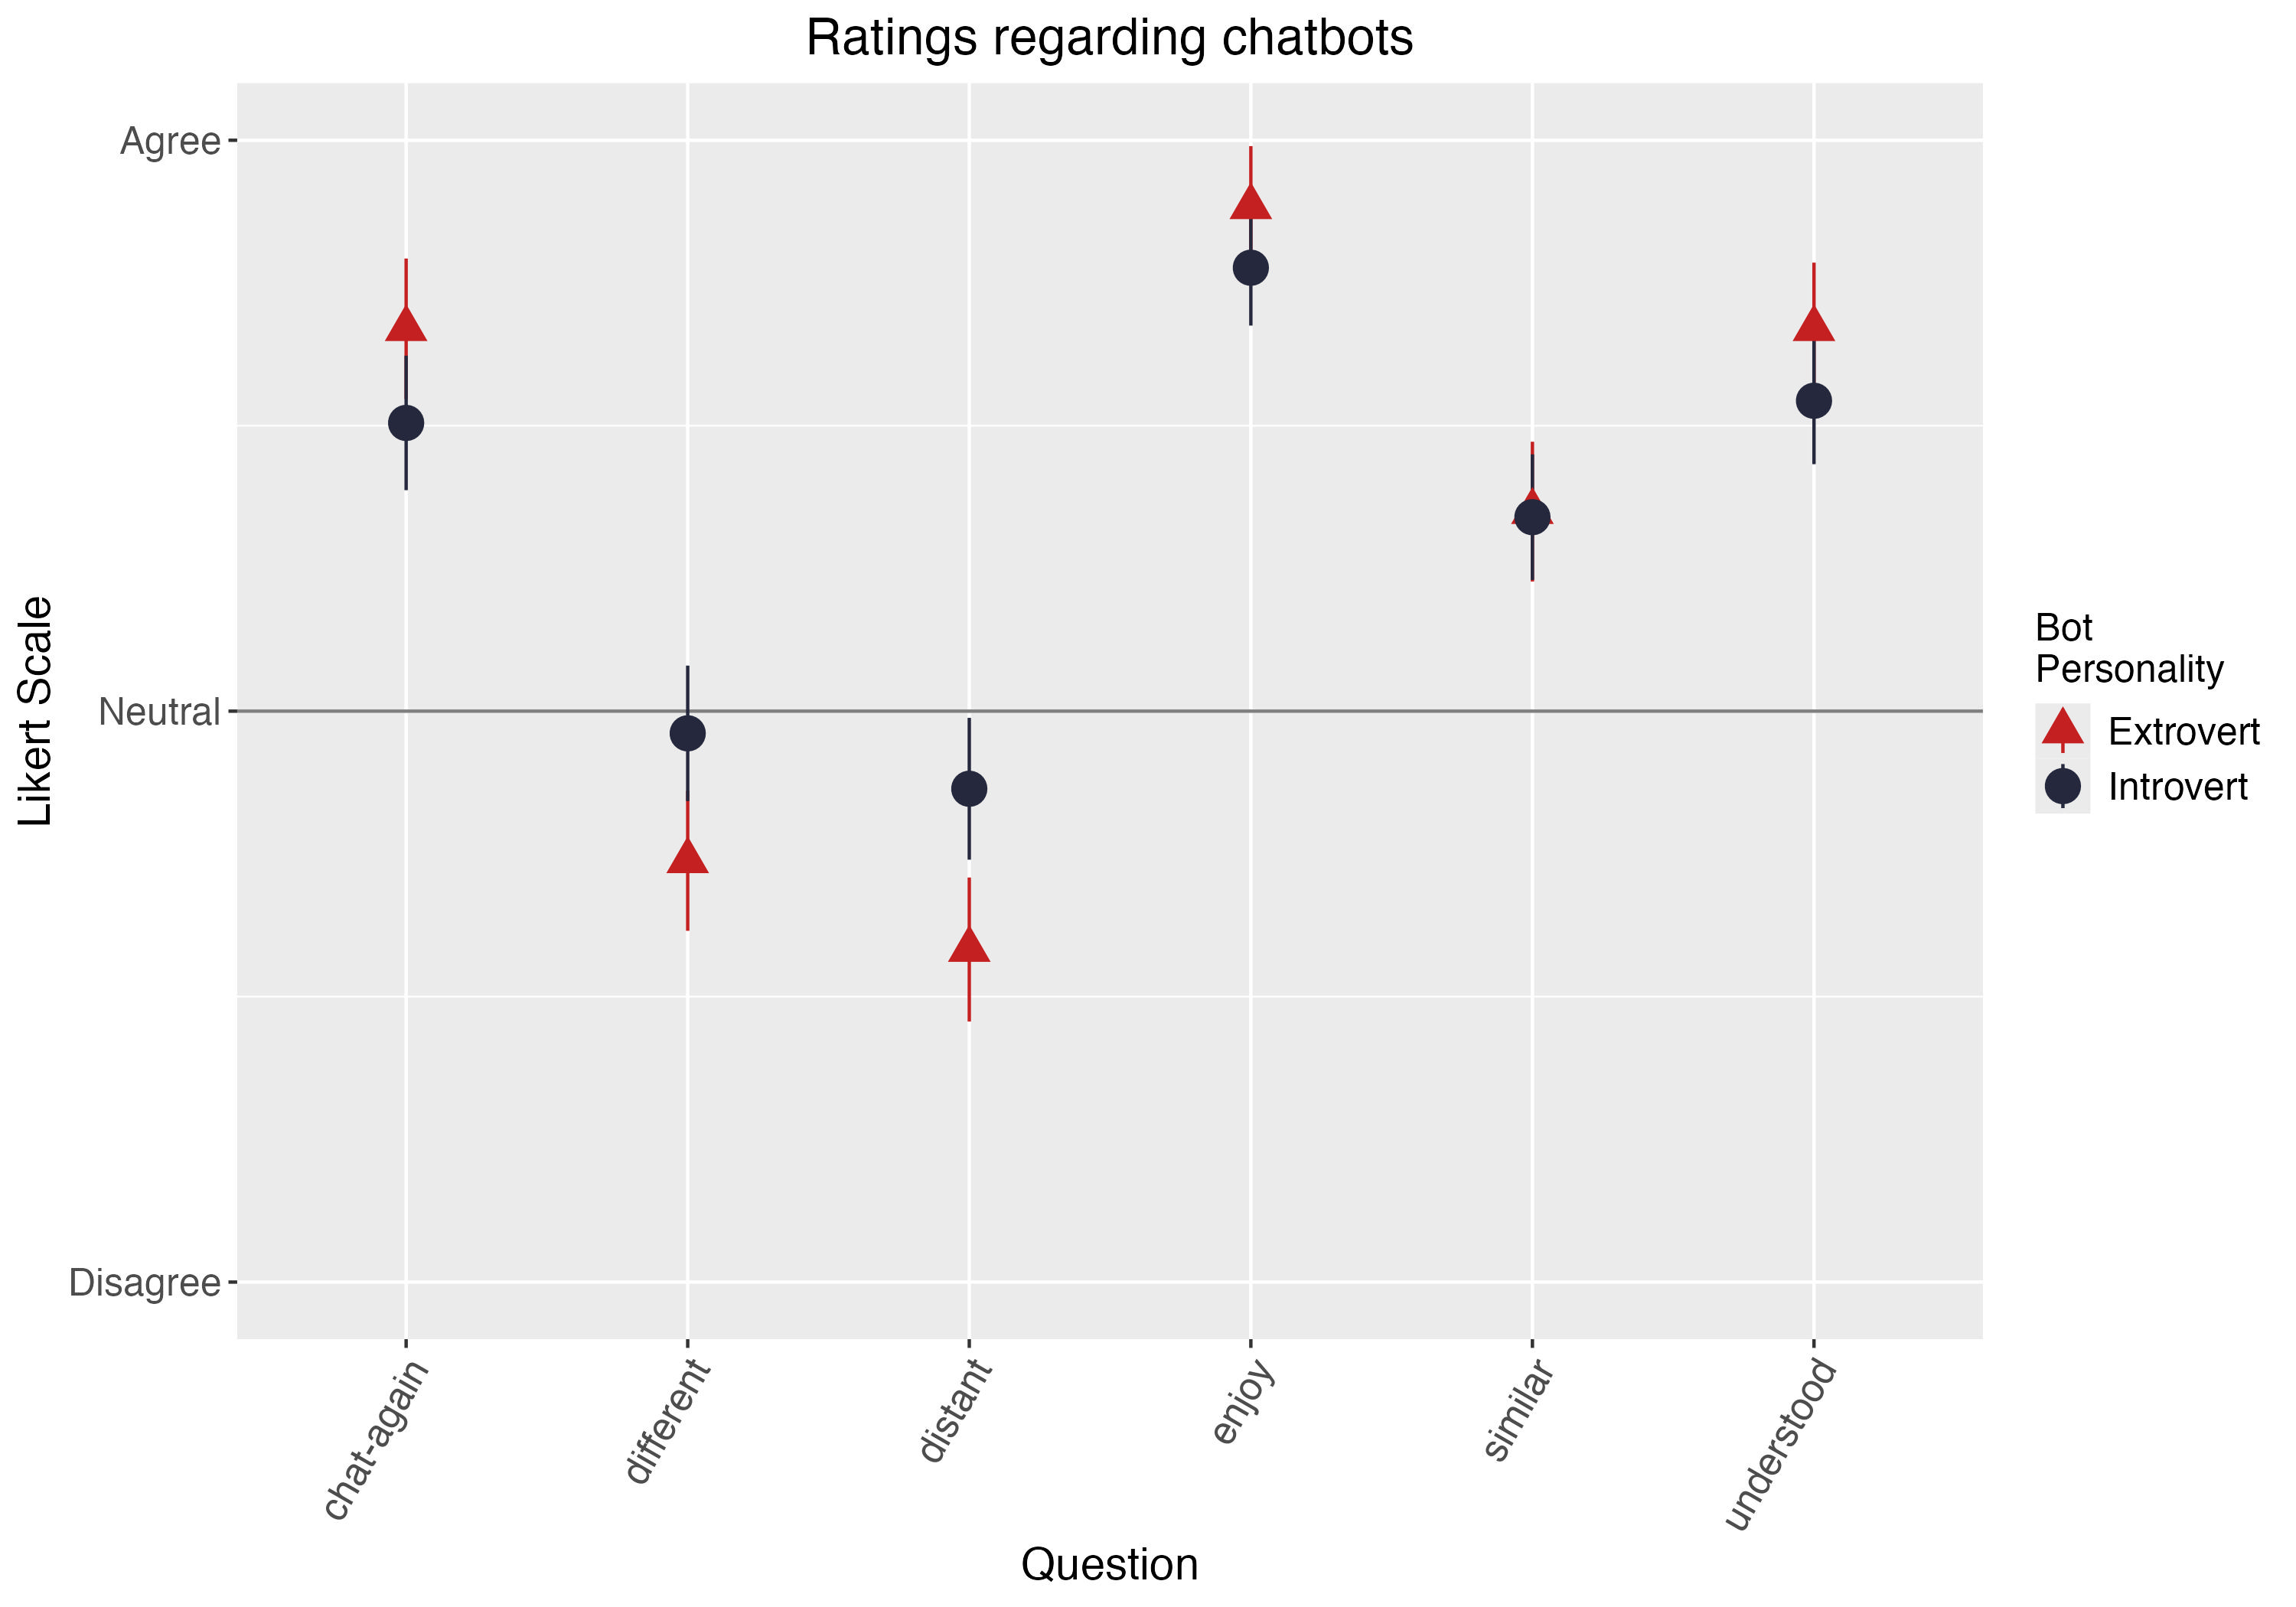 Ratings regarding chatbots
Agree
Neutral
Disagree
Likert Scale
chat-again
different
distant
enjoy
similar
understood
Question
Bot
Personality
Extrovert
Introvert